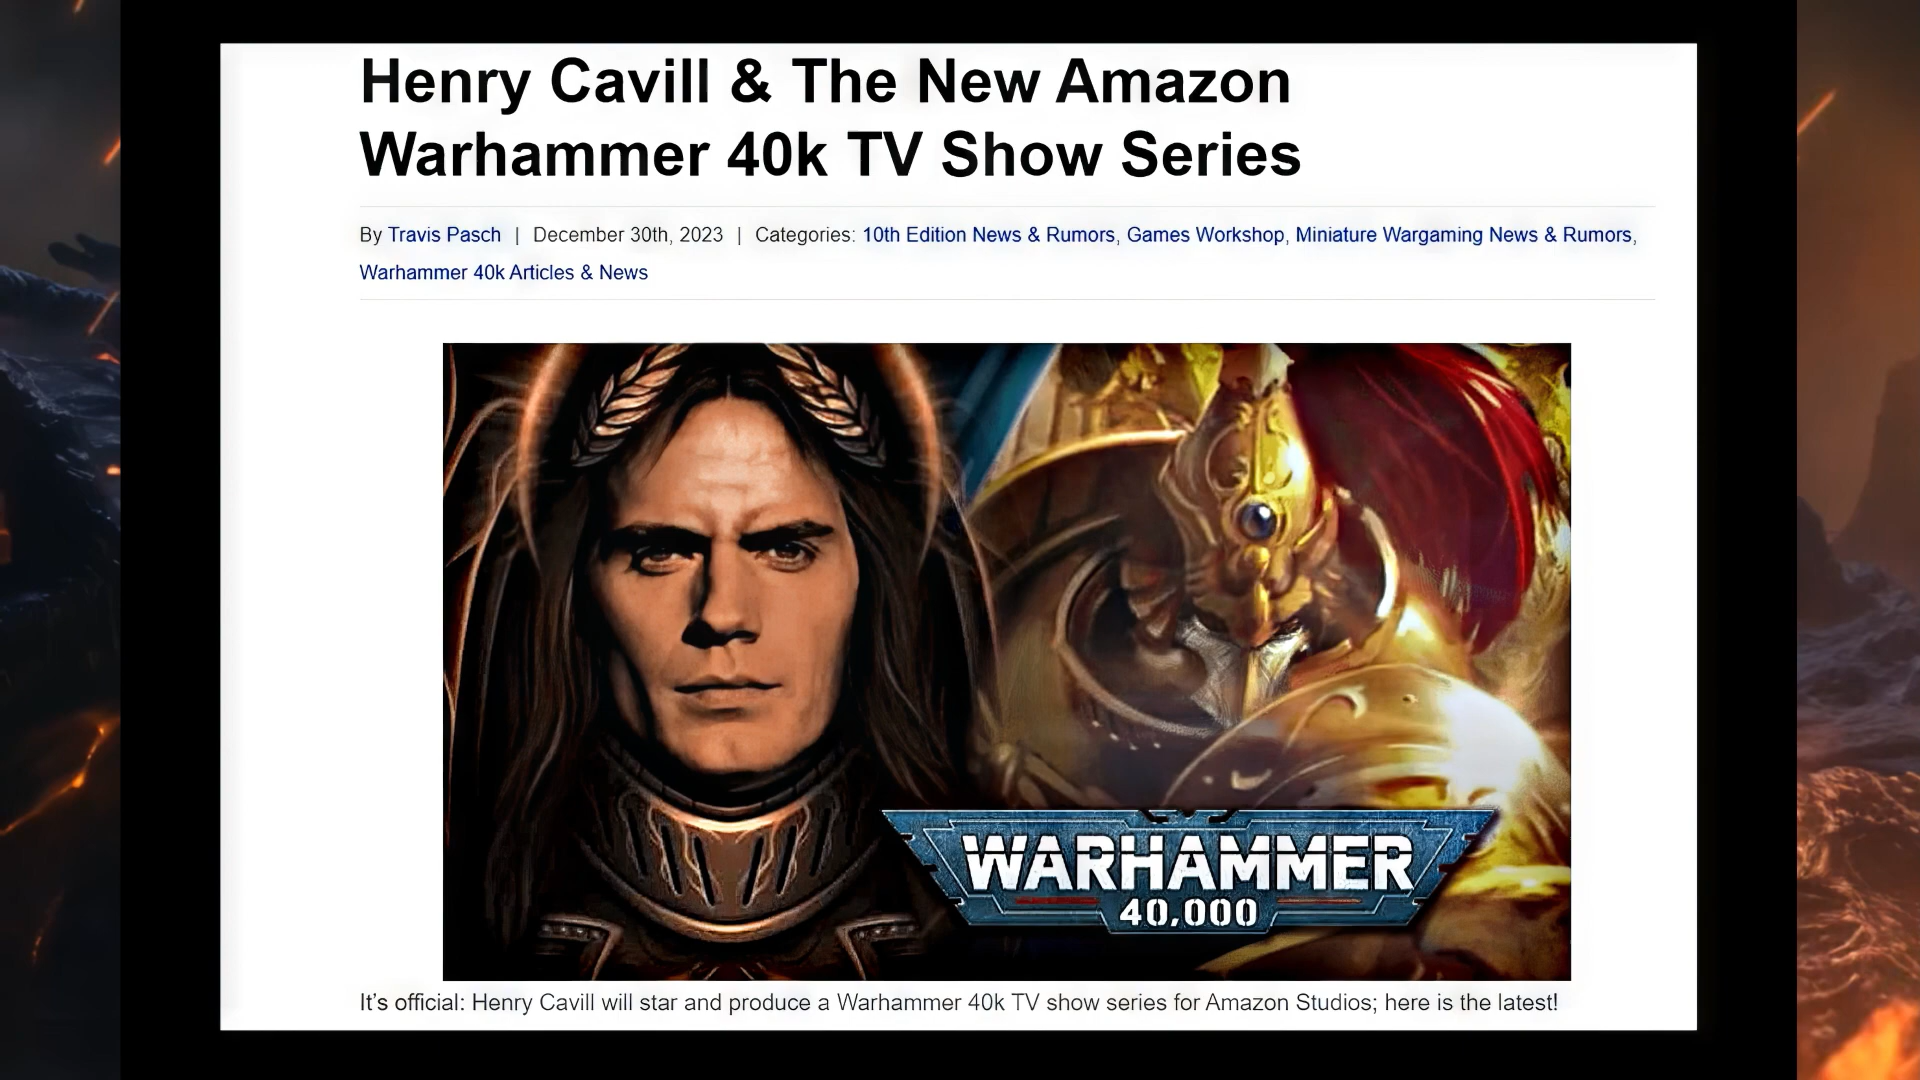 Henry Cavill & The New Amazon
Warhammer 40k TV Show Series
By Travis Pasch | December 30th, 2023 | Categories: 10th Edition News & Rumors, Games Workshop, Miniature Wargaming News & Rumors,
Warhammer 40k Articles & News
WARHAMMER
40,000
It's official: Henry Cavill will star and produce a Warhammer 40k TV show series for Amazon Studios; here is the latest!